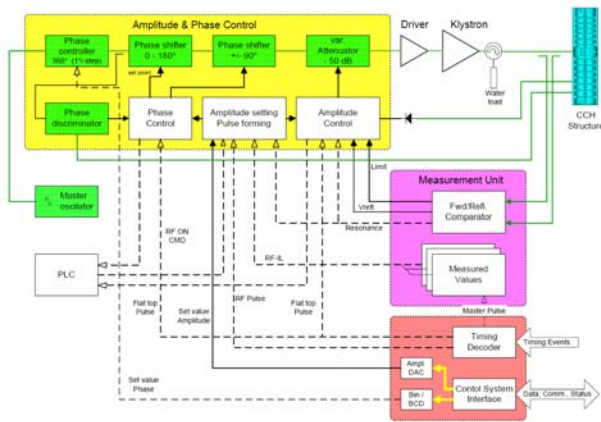 Amplitude & Phase Control
Driver
Klystron
Phase
controller
360° (1°/ step)
Phase shifter
0 - 180°
Phase shifter
+/- 90°
var.
Attenuator
- 50 dB
set point
Water
load
CCH
Structure
Phase
discriminator
Phase
Control
Amplitude setting
Pulse forming
Amplitude
Control
Limit
Measurement Unit
Master
oscilator
Vrefl.
Fwd/Refl.
Comparator
RF ON
CMD
Resonance
RF-IL
PLC
Measured
Values
Flat top
Pulse
Set value
Amplitude
IRF Pulse
Flat top
Pulse
Master Pulse
Timing
Decoder
Timing Events
Ampl.
DAC
Set value
Phase
Bin /
BCD
Contol System
Interface
Data, Comm., Status